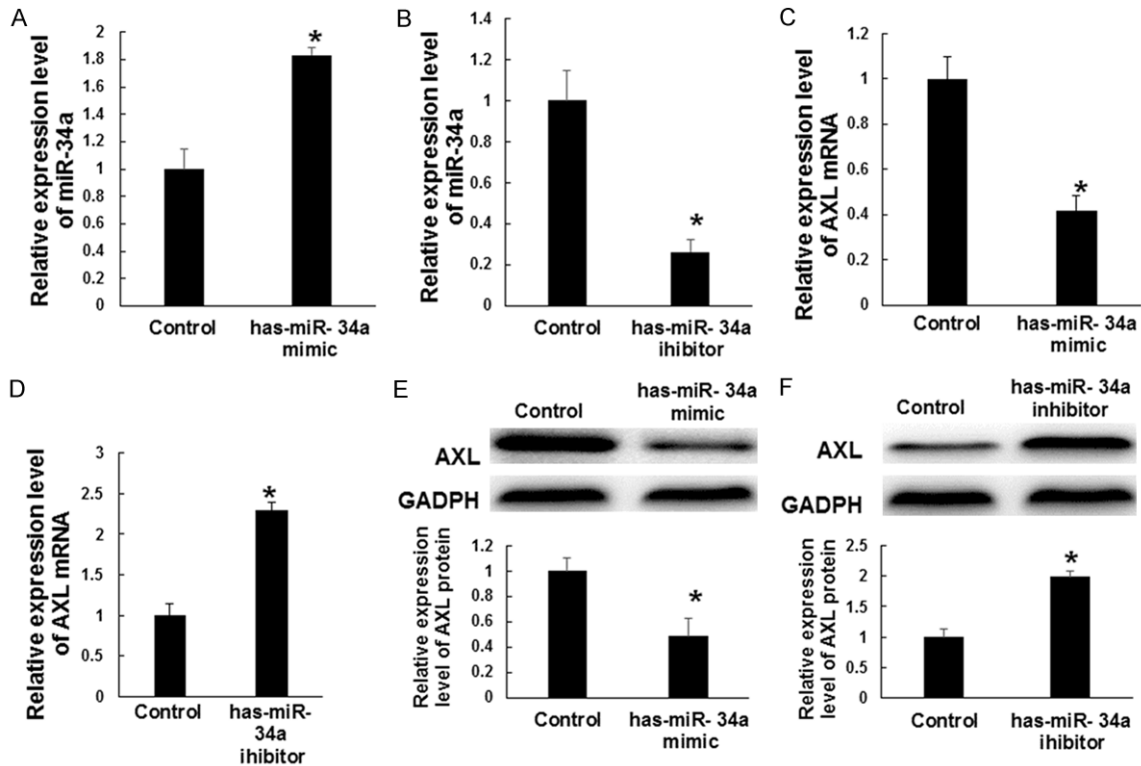 A
Relative expression level
of miR-34a
2
1.8
1.6
1.4
1.2
1
0.8
0.6
0.4
0.2
0
*
Control
has-miR- 34a
mimic
B
Relative expression level
of miR-34a
1.4
1.2
1
0.8
0.6
0.4
0.2
0
*
Control
has-miR- 34a
ihibitor
C
Relative expression level
of AXL mRNA
1.2
1
0.8
0.6
0.4
0.2
0
*
Control
has-miR- 34a
mimic
D
Relative expression level
of AXL mRNA
3
2.5
2
1.5
1
0.5
0
*
Control
has-miR-
34a
ihibitor
E
Control
has-miR- 34a
mimic
AXL
GADPH
Relative expression
level of AXL protein
1.2
1
0.8
0.6
0.4
0.2
0
*
Control
has-miR- 34a
mimic
F
Control
has-miR- 34a
inhibitor
AXL
GADPH
Relative expression
level of AXL protein
2.5
2
1.5
1
0.5
0
*
Control
has-miR- 34a
ihibitor